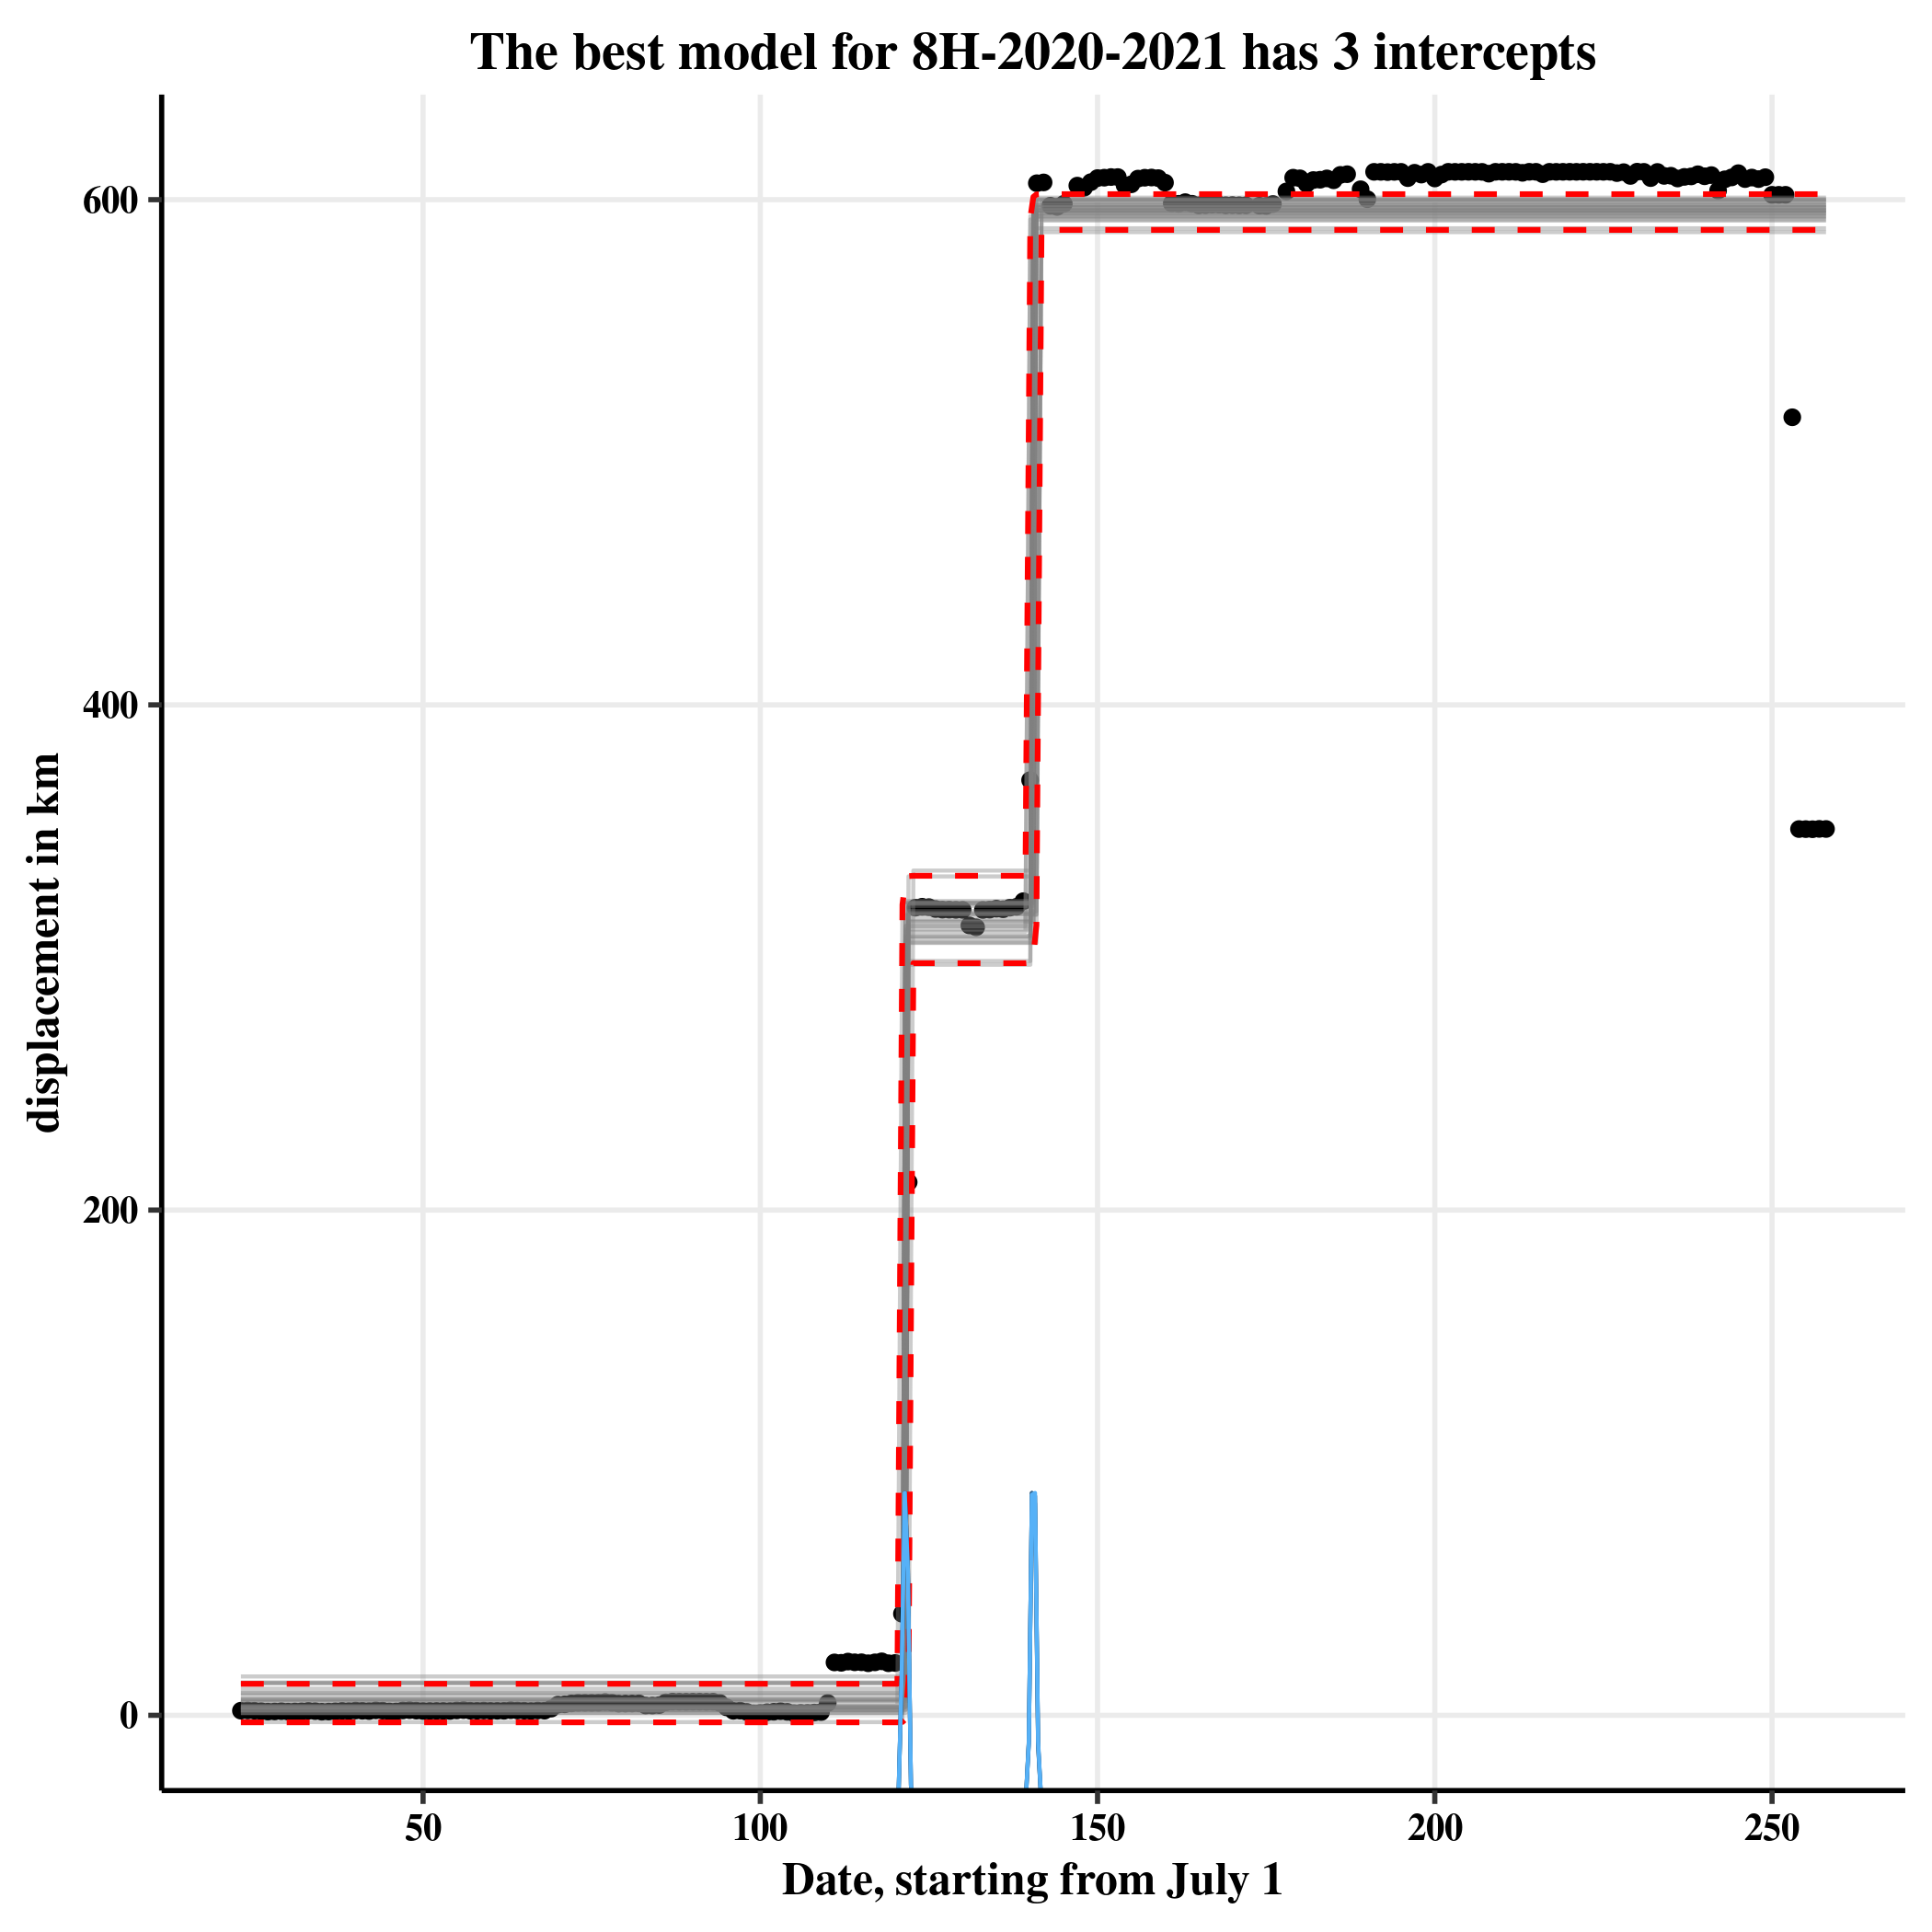 The best model for 8H-2020-2021 has 3 intercepts
displacement in km
600
400
200
0
50 100 150 200 250
Date, starting from July 1